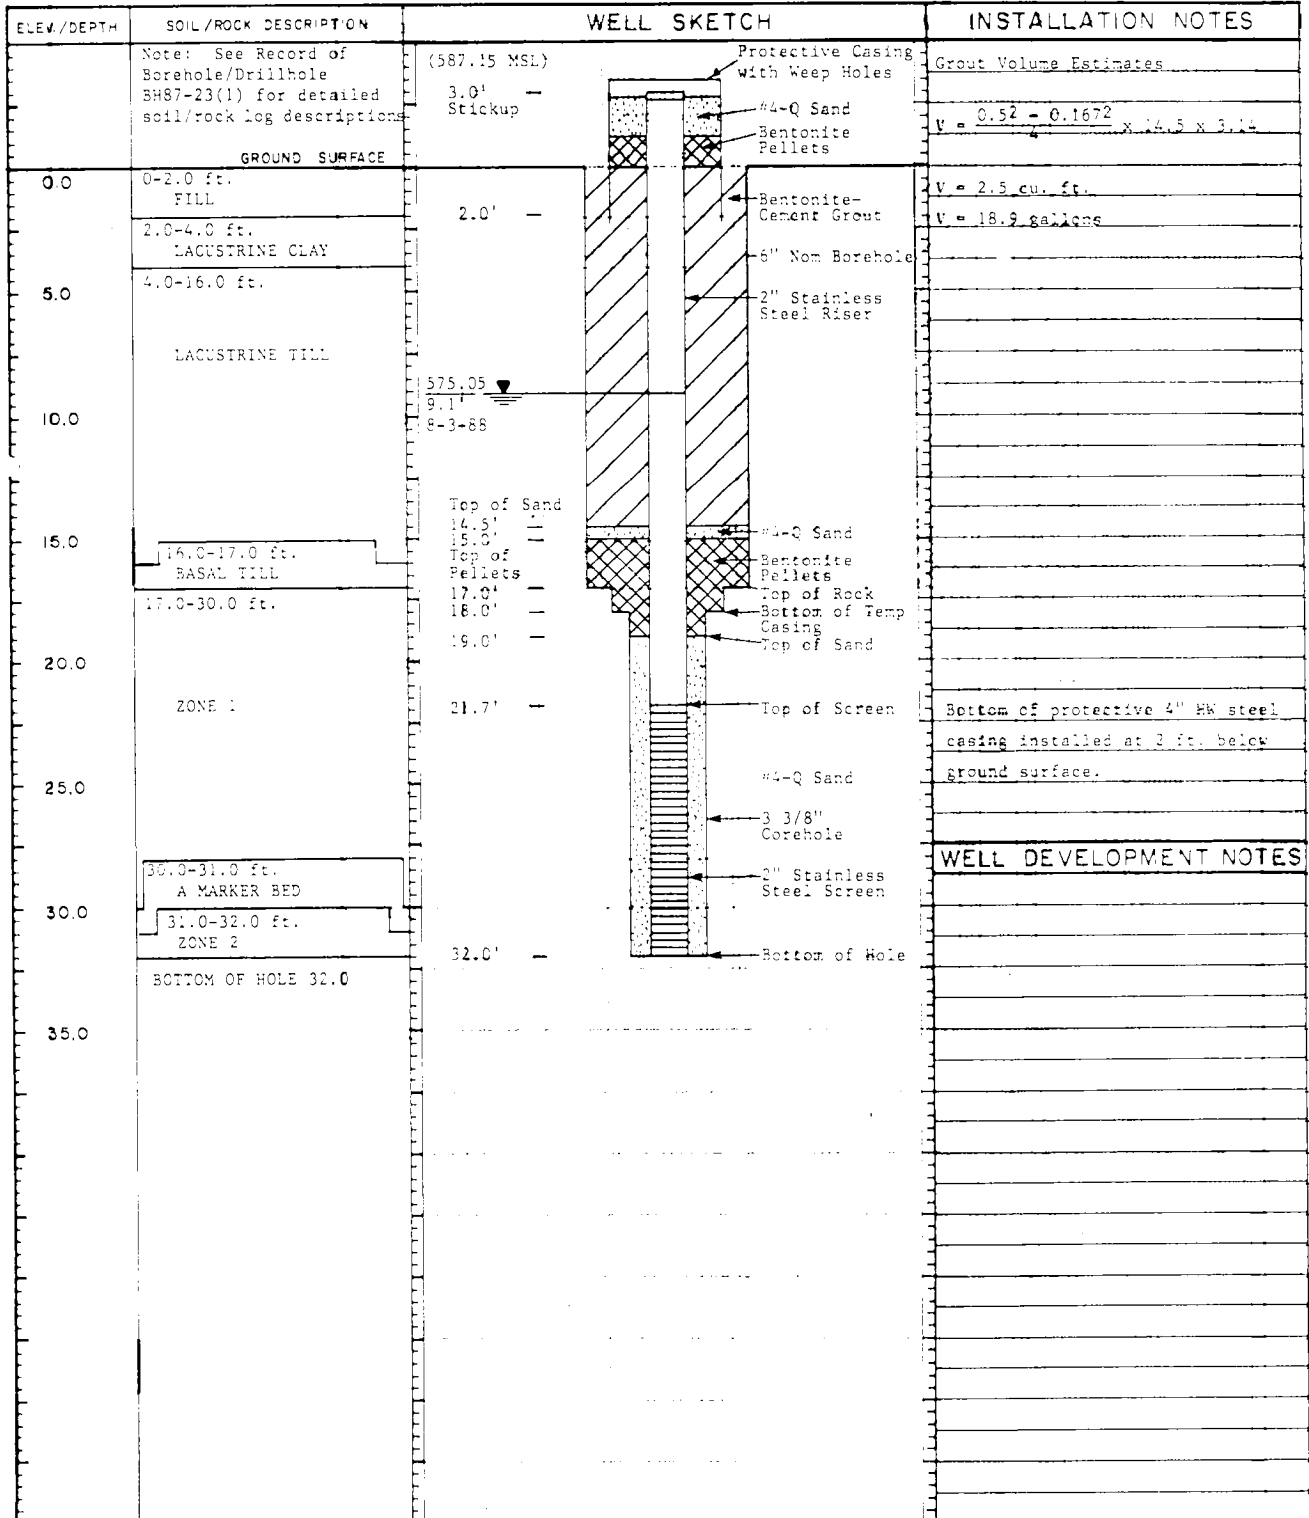 ELEV./DEPTH
SOIL/ROCK DESCRIPTION
WELL SKETCH
INSTALLATION NOTES
Note: See Record of
Borehole/Drillhole
BH87-23(1) for detailed
soil/rock log descriptions
GROUND SURFACE
0.0
0-2.0 ft.
FILL
2.0-4.0 ft.
LACUSTRINE CLAY
4.0-16.0 ft.
5.0
LACUSTRINE TILL
10.0
15.0
16.0-17.0 ft.
BASAL TILL
17.0-30.0 ft.
20.0
ZONE 1
25.0
30.0-31.0 ft.
A MARKER BED
30.0
31.0-32.0 ft.
ZONE 2
BOTTOM OF HOLE 32.0
35.0
(587.15 MSL)
3.0'
Stickup
2.0'
575.05
9.1'
8-3-88
Top of Sand
14.5'
15.0'
Top of
Pellets
17.0'
18.0'
19.0'
21.7'
32.0'
Protective Casing
with Weep Holes
#4-Q Sand
Bentonite
Pellets
Bentonite-
Cement Grout
6" Nom Borehole
2" Stainless
Steel Riser
#4-Q Sand
Bentonite
Pellets
Top of Rock
Bottom of Temp
Casing
Top of Sand
Top of Screen
#4-Q Sand
3 3/8"
Corehole
2" Stainless
Steel Screen
Bottom of Hole
Grout Volume Estimates
V = 0.5² - 0.167² / 4 x 14.5 x 3.14
V = 2.5 cu. ft.
V = 18.9 gallons
Bottom of protective 4" HW steel
casing installed at 2 ft. below
ground surface.
WELL DEVELOPMENT NOTES